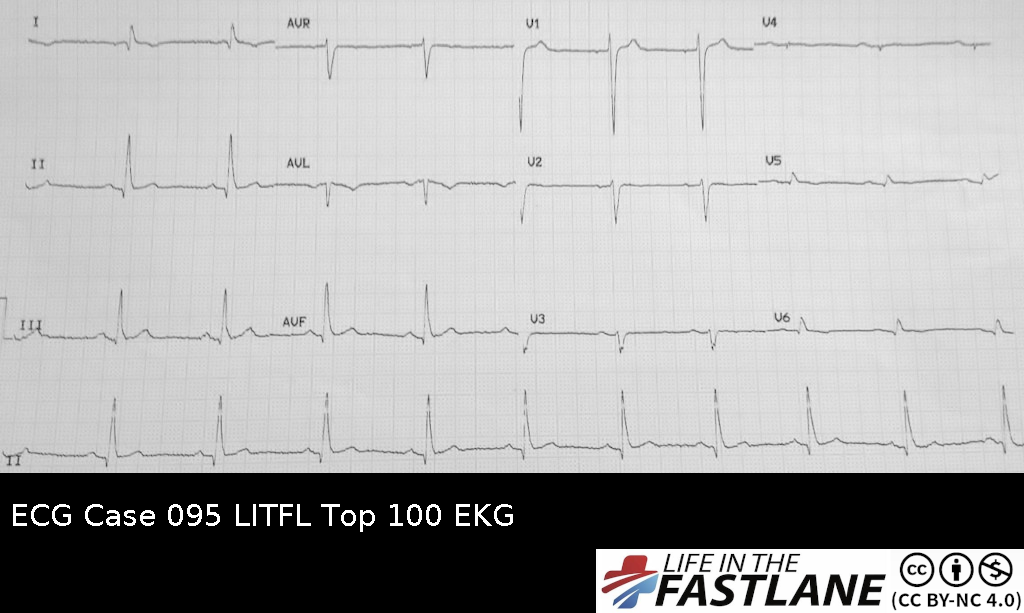 I AVR V1 V4
II AVL V2 V5
III AVF V3 V6
II
ECG Case 095 LITFL Top 100 EKG
LIFE IN THE
FASTLANE
cc
(CC BY-NC 4.0)